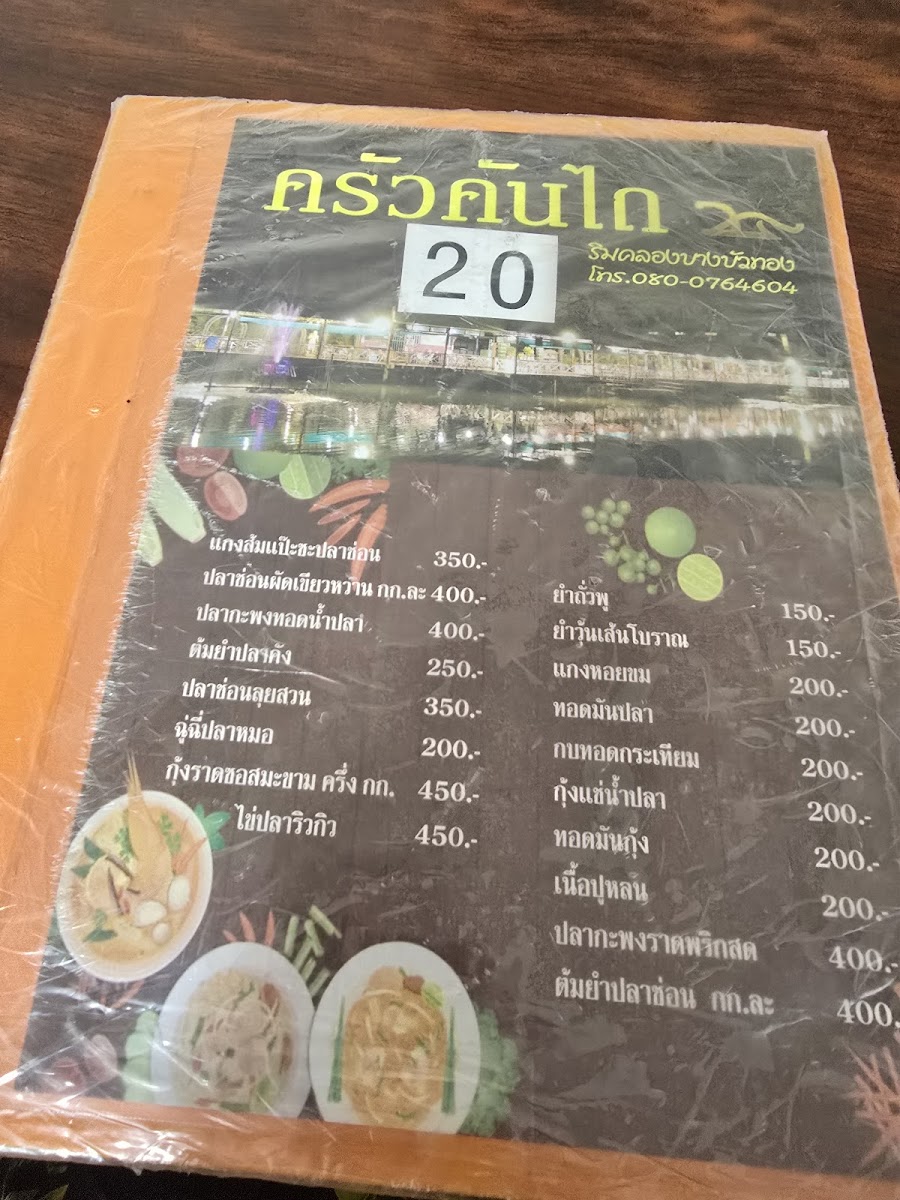 ครัวคันไถ
20
ริมคลองบางบัวทอง
โทร.080-0764604
แกงส้มแป๊ะซะปลาช่อน 350.-
ปลาช่อนผัดเขียวหวาน กก.ละ 400.-
ปลากะพงทอดน้ำปลา 400.-
ต้มยำปลาคัง 250.-
ปลาช่อนลุยสวน 350.-
ฉู่ฉี่ปลาหมอ 200.-
กุ้งราดซอสมะขาม ครึ่ง กก. 450.-
ไข่ปลาริวกิว 450.-
ยำถั่วพู 150.-
ยำวุ้นเส้นโบราณ 150.-
แกงหอยขม 200.-
ทอดมันปลา 200.-
กบทอดกระเทียม 200.-
กุ้งแช่น้ำปลา 200.-
ทอดมันกุ้ง 200.-
เนื้อปูหลน 200.-
ปลากะพงราดพริกสด 400.-
ต้มยำปลาช่อน กก.ละ 400.